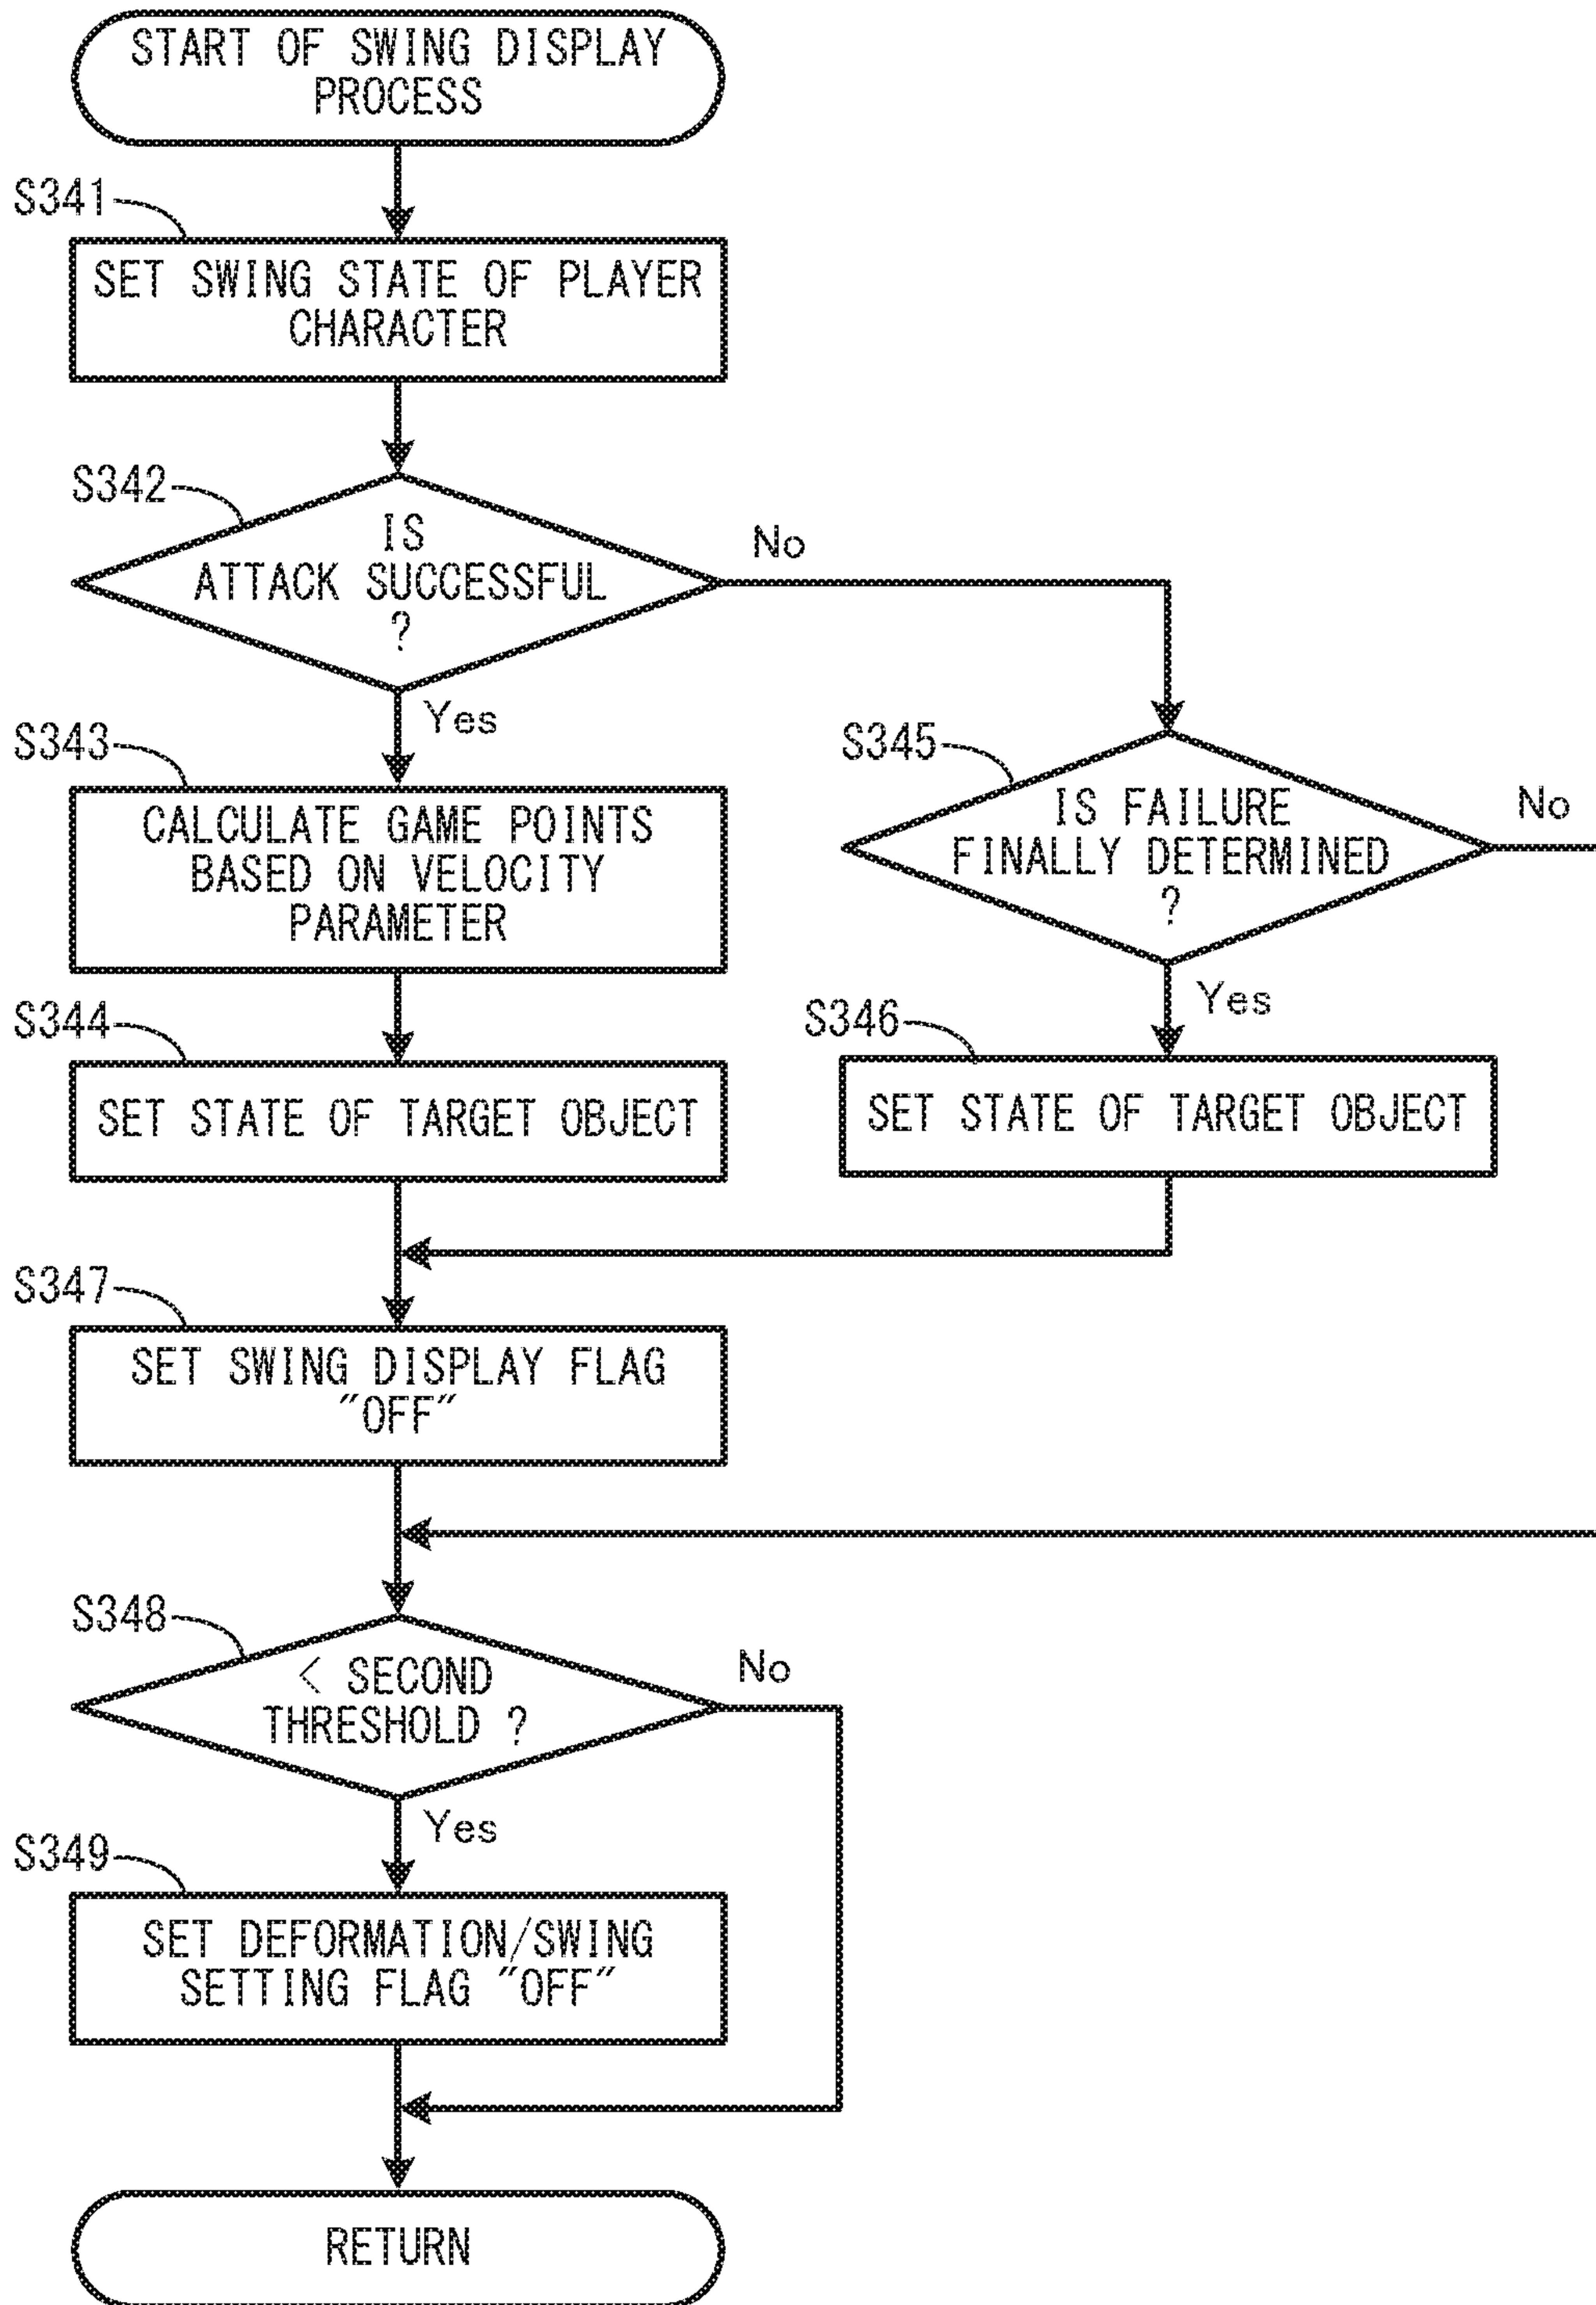 START OF SWING DISPLAY
PROCESS
S341
SET SWING STATE OF PLAYER
CHARACTER
S342
IS
ATTACK SUCCESSFUL
?
No
Yes
S343
CALCULATE GAME POINTS
BASED ON VELOCITY
PARAMETER
S344
SET STATE OF TARGET OBJECT
S345
IS FAILURE
FINALLY DETERMINED
?
No
Yes
S346
SET STATE OF TARGET OBJECT
S347
SET SWING DISPLAY FLAG
"OFF"
S348
< SECOND
THRESHOLD ?
No
Yes
S349
SET DEFORMATION/SWING
SETTING FLAG "OFF"
RETURN